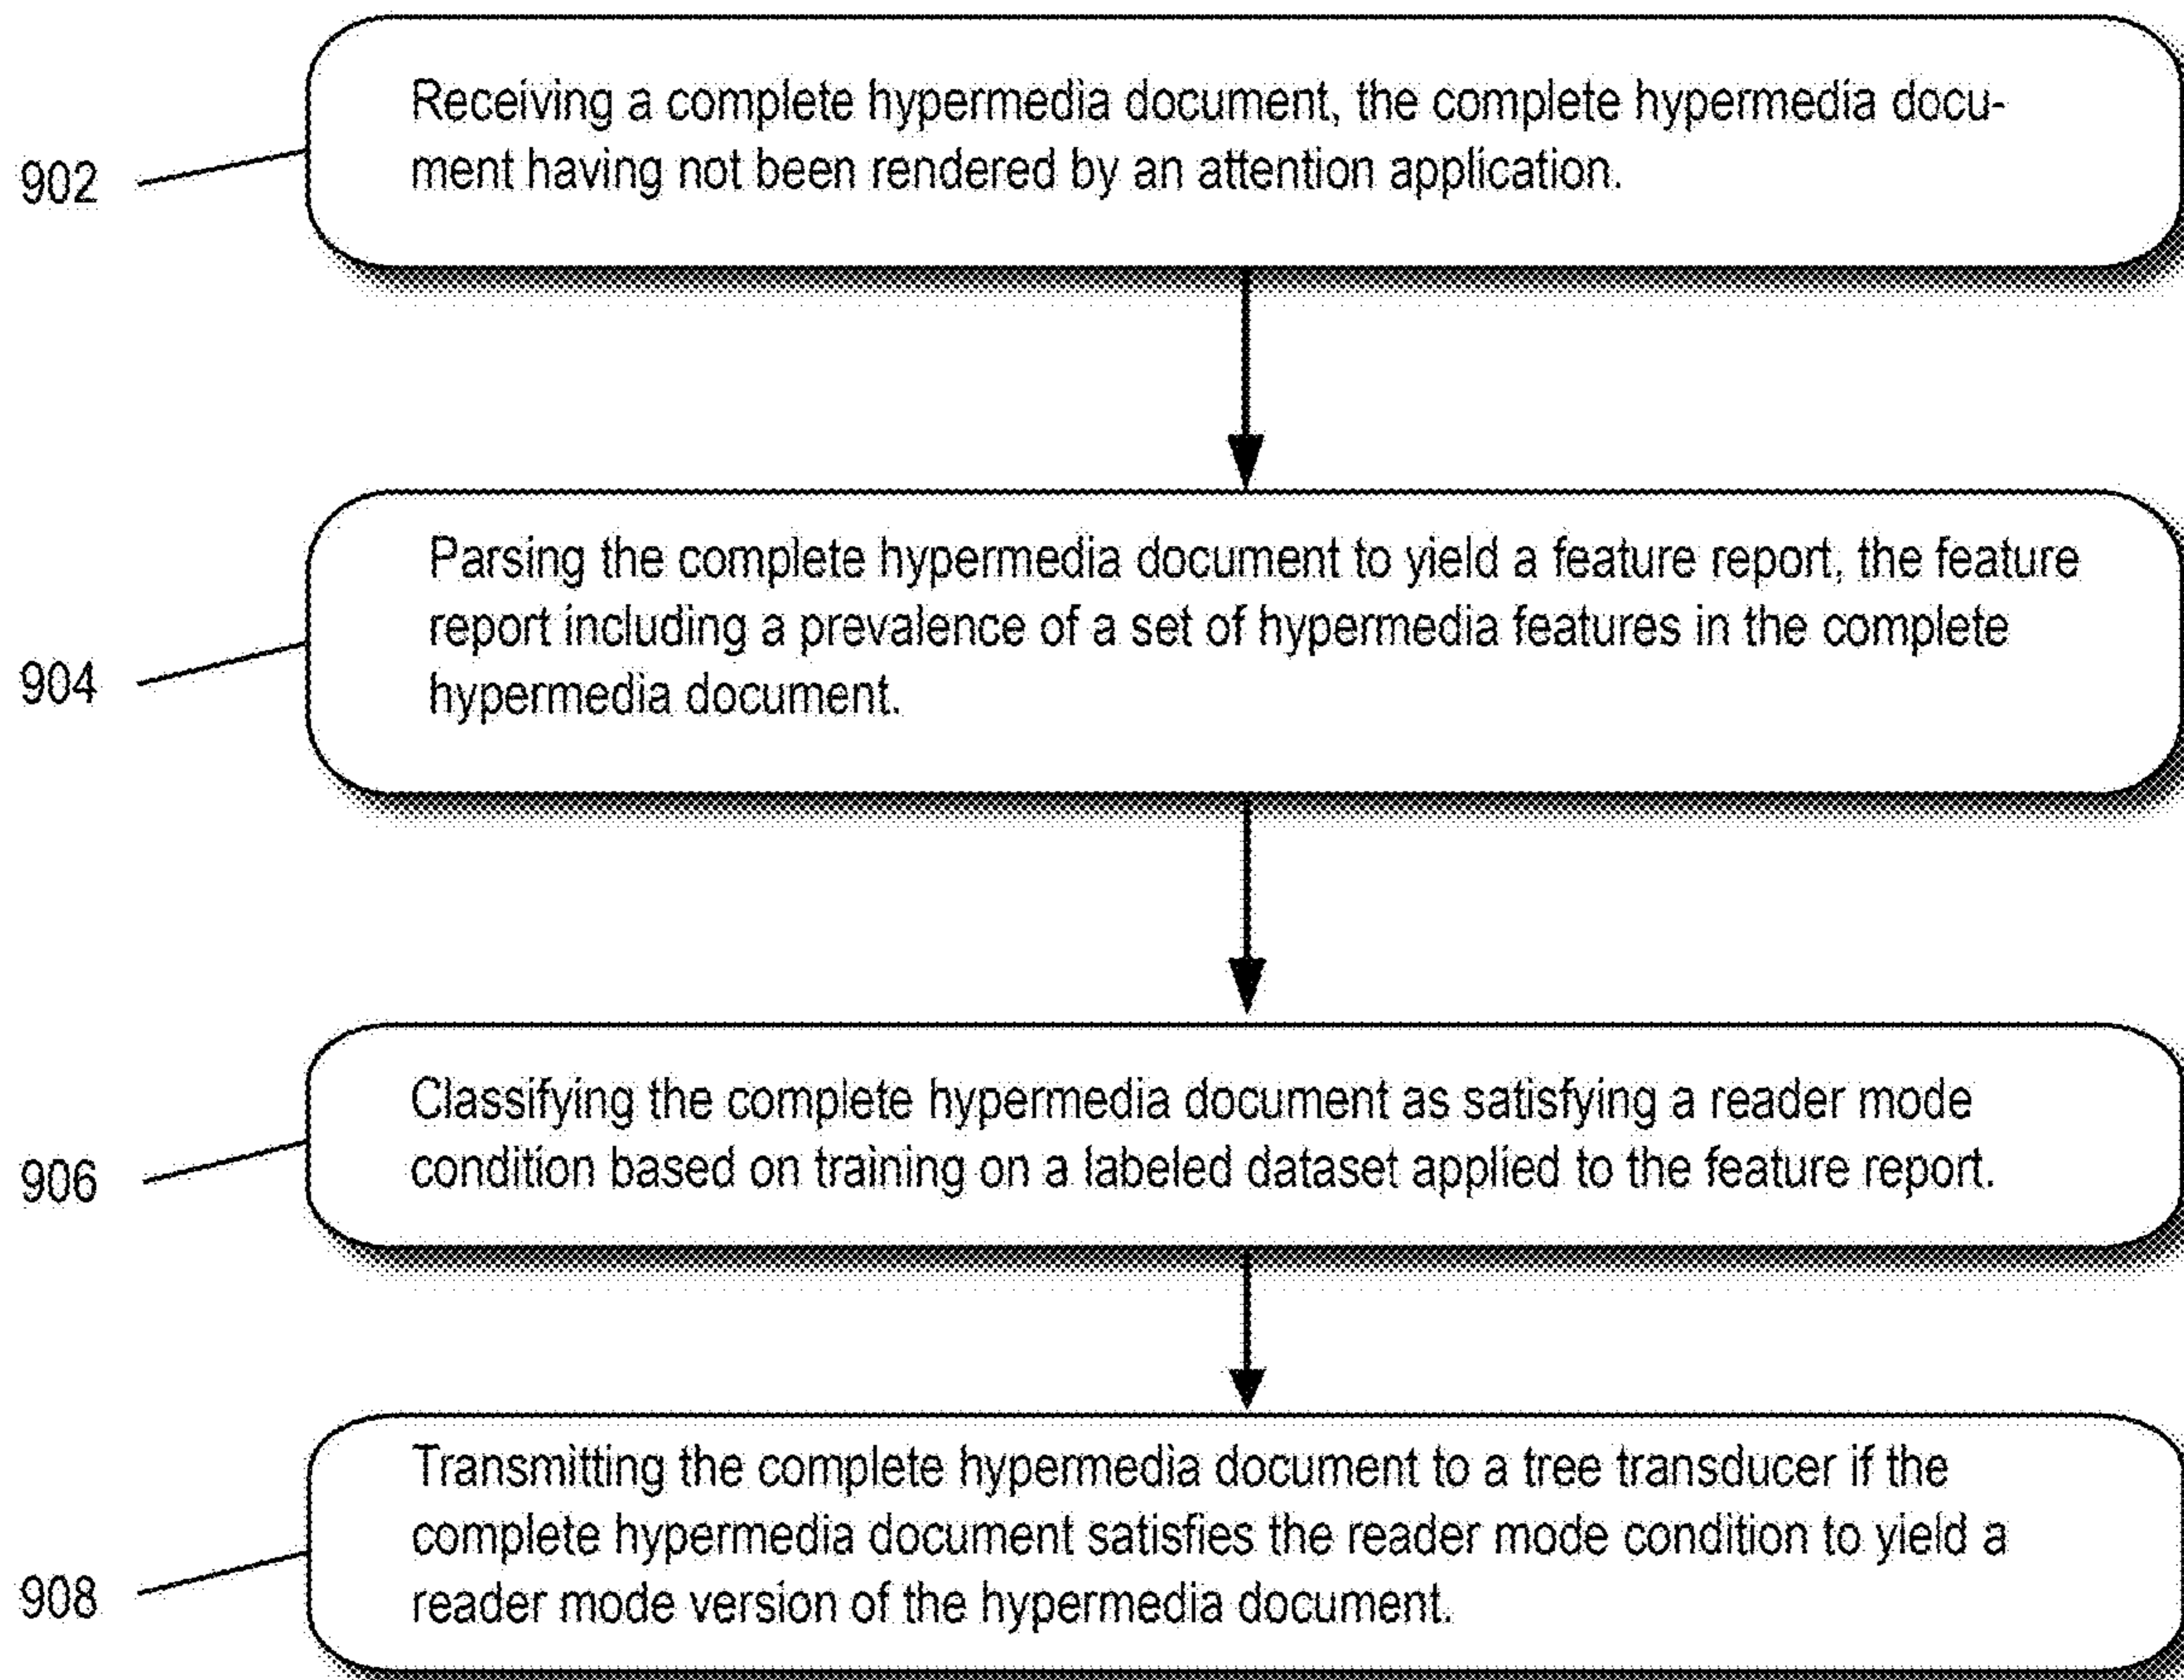 Receiving a complete hypermedia document, the complete hypermedia docu-
ment having not been rendered by an attention application.
902
Parsing the complete hypermedia document to yield a feature report, the feature
report including a prevalence of a set of hypermedia features in the complete
hypermedia document.
904
Classifying the complete hypermedia document as satisfying a reader mode
condition based on training on a labeled dataset applied to the feature report.
906
Transmitting the complete hypermedia document to a tree transducer if the
complete hypermedia document satisfies the reader mode condition to yield a
reader mode version of the hypermedia document.
908